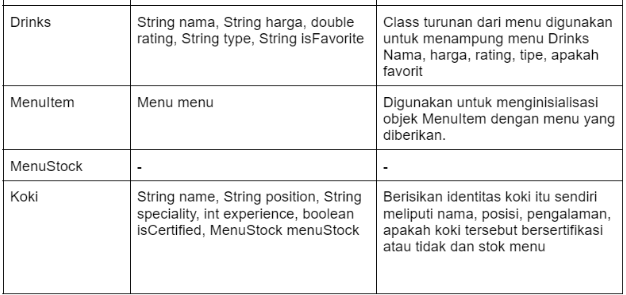 Drinks
String nama, String harga, double
rating, String type, String isFavorite
Class turunan dari menu digunakan
untuk menampung menu Drinks
Nama, harga, rating, tipe, apakah
favorit
MenuItem
Menu menu
Digunakan untuk menginisialisasi
objek MenuItem dengan menu yang
diberikan.
MenuStock
-
-
Koki
String name, String position, String
speciality, int experience, boolean
isCertified, MenuStock menuStock
Berisikan identitas koki itu sendiri
meliputi nama, posisi, pengalaman,
apakah koki tersebut bersertifikasi
atau tidak dan stok menu